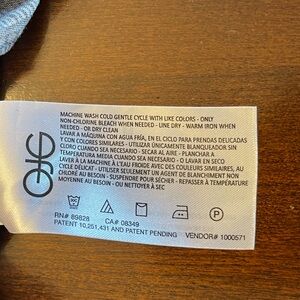 MACHINE WASH COLD GENTLE CYCLE WITH LIKE COLORS - ONLY
NON-CHLORINE BLEACH WHEN NEEDED - LINE DRY - WARM IRON WHEN
NEEDED - OR DRY CLEAN
LAVAR A MÁQUINA CON AGUA FRÍA, EN EL CICLO PARA PRENDAS DELICADAS
Y CON COLORES SIMILARES - UTILIZAR ÚNICAMENTE BLANQUEADOR SIN
CLORO CUANDO SEA NECESARIO - SECAR AL AIRE - PLANCHAR A
TEMPERATURA MEDIA CUANDO SEA NECESARIO - O LAVAR EN SECO
LAVER À LA MACHINE À L'EAU FROIDE AVEC DES COULEURS SIMILAIRES AU
CYCLE DÉLICAT - UTILISER SEULEMENT UN AGENT DE BLANCHIMENT NON
CHLORÉ AU BESOIN - SUSPENDRE POUR SÉCHER - REPASSER À TEMPÉRATURE
MOYENNE AU BESOIN - OU NETTOYER À SEC
RN# 89828 CA# 08349
PATENT 10,251,431 AND PATENT PENDING VENDOR# 1000571